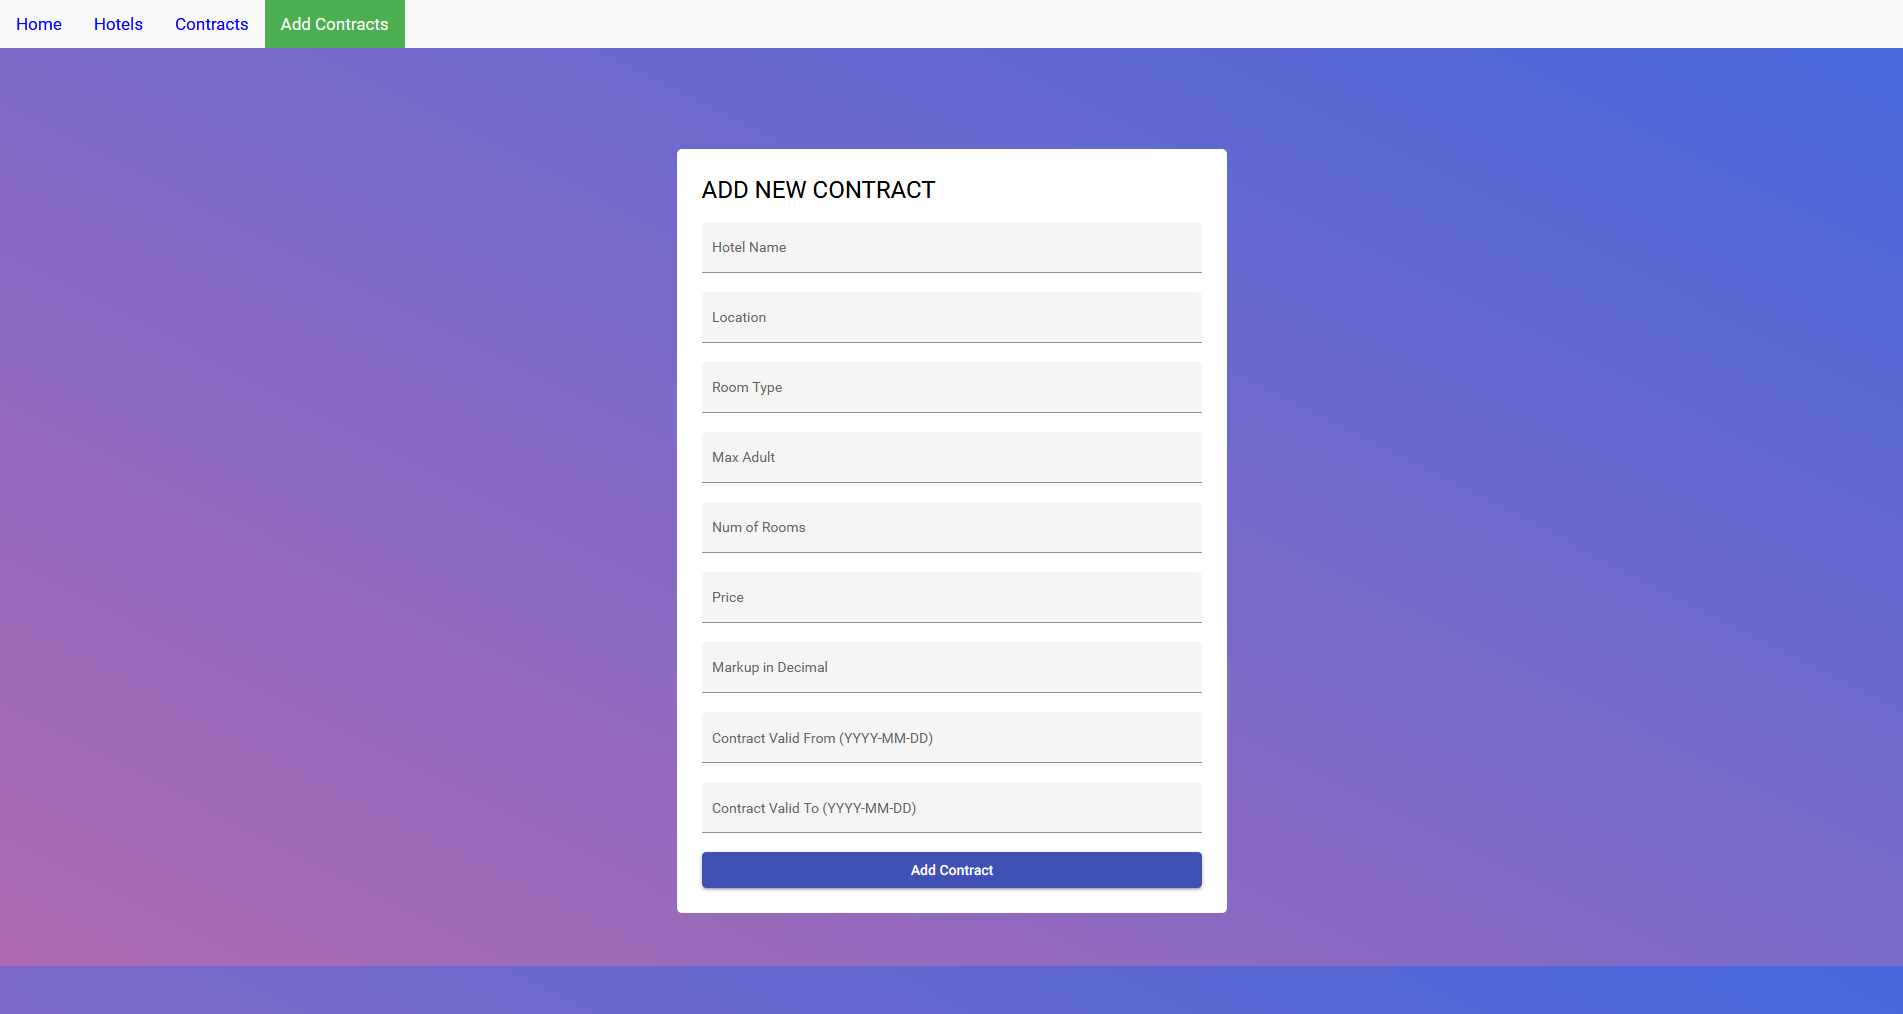 Home Hotels Contracts Add Contracts
ADD NEW CONTRACT
Hotel Name
Location
Room Type
Max Adult
Num of Rooms
Price
Markup in Decimal
Contract Valid From (YYYY-MM-DD)
Contract Valid To (YYYY-MM-DD)
Add Contract